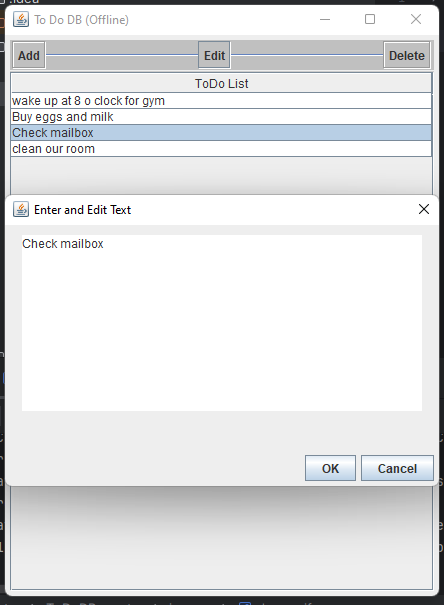 To Do DB (Offline)
Add Edit Delete
ToDo List
wake up at 8 o clock for gym
Buy eggs and milk
Check mailbox
clean our room
Enter and Edit Text
Check mailbox
OK Cancel